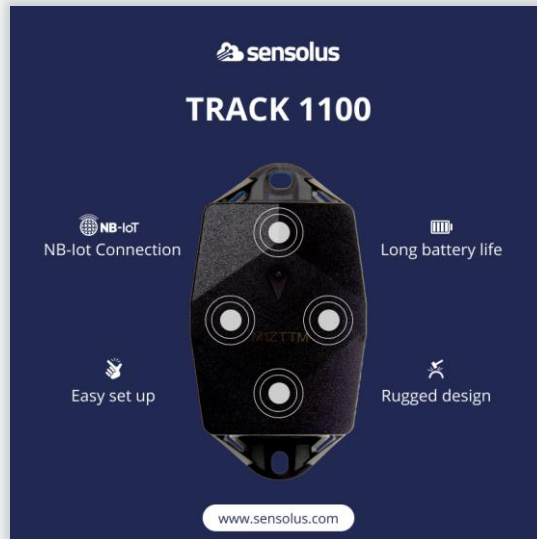 sensolus
TRACK 1100
NB-IoT
NB-Iot Connection
Long battery life
M1ZTTM
Easy set up
Rugged design
www.sensolus.com